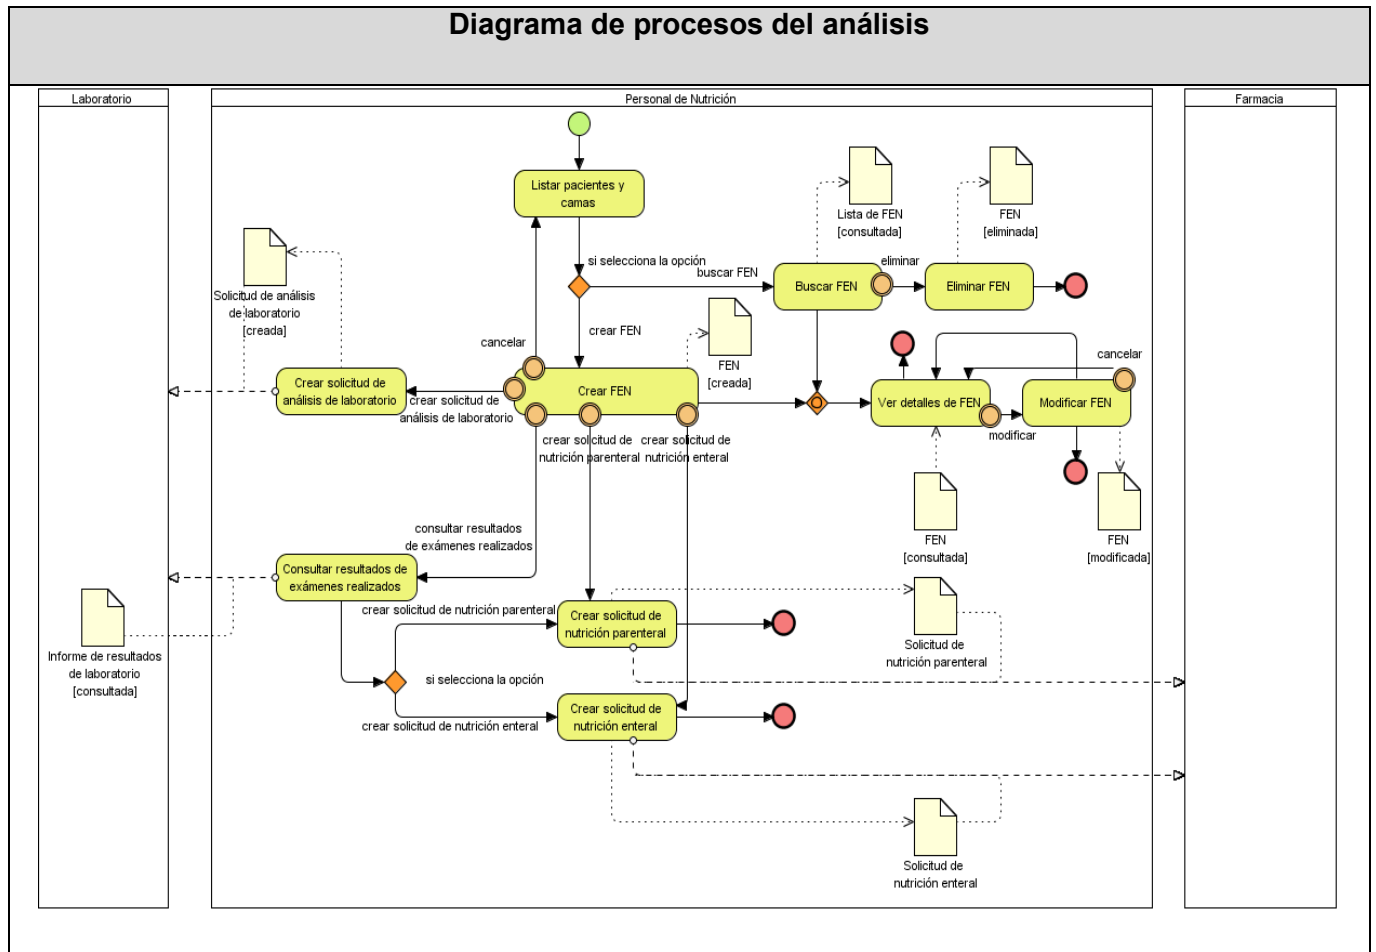 Diagrama de procesos del análisis
Laboratorio
Personal de Nutrición
Farmacia
Listar pacientes y
camas
Lista de FEN
[consultada]
FEN
[eliminada]
si selecciona la opción
buscar FEN
eliminar
Buscar FEN
Eliminar FEN
Solicitud de análisis
de laboratorio
[creada]
crear FEN
cancelar
FEN
[creada]
cancelar
Crear solicitud de
análisis de laboratorio
crear solicitud de
análisis de laboratorio
Crear FEN
Ver detalles de FEN
Modificar FEN
modificar
crear solicitud de
nutrición parenteral
crear solicitud de
nutrición enteral
FEN
[consultada]
FEN
[modificada]
consultar resultados
de exámenes realizados
Consultar resultados de
exámenes realizados
Informe de resultados
de laboratorio
[consultada]
crear solicitud de nutrición parenteral
Crear solicitud de
nutrición parenteral
Solicitud de
nutrición parenteral
si selecciona la opción
crear solicitud de nutrición enteral
Crear solicitud de
nutrición enteral
Solicitud de
nutrición enteral